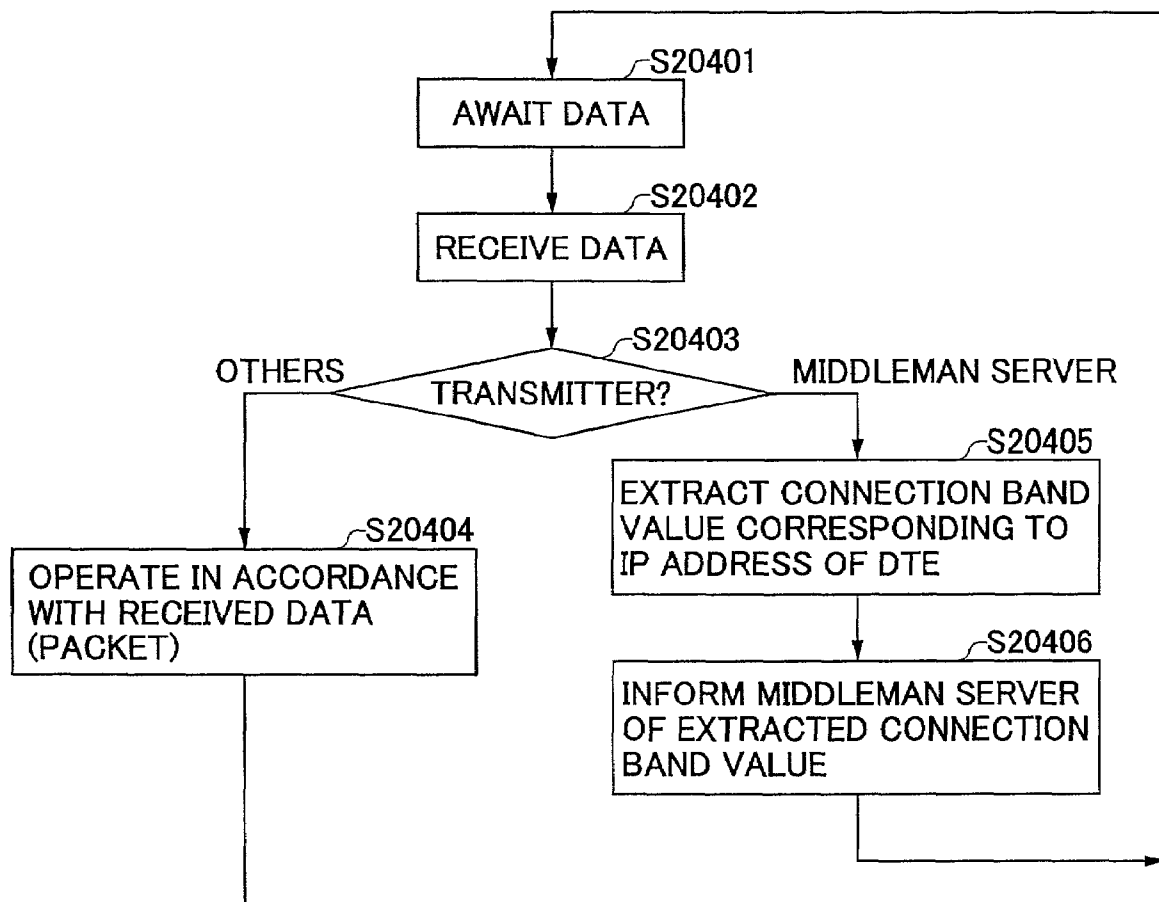 S20401
AWAIT DATA
S20402
RECEIVE DATA
S20403
OTHERS
TRANSMITTER?
MIDDLEMAN SERVER
S20405
EXTRACT CONNECTION BAND
VALUE CORRESPONDING TO
IP ADDRESS OF DTE
S20404
OPERATE IN ACCORDANCE
WITH RECEIVED DATA
(PACKET)
S20406
INFORM MIDDLEMAN SERVER
OF EXTRACTED CONNECTION
BAND VALUE